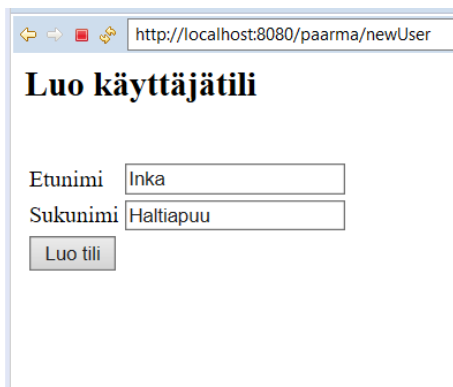 http://localhost:8080/paarma/newUser
Luo käyttäjätili
Etunimi Inka
Sukunimi Haltiapuu
Luo tili